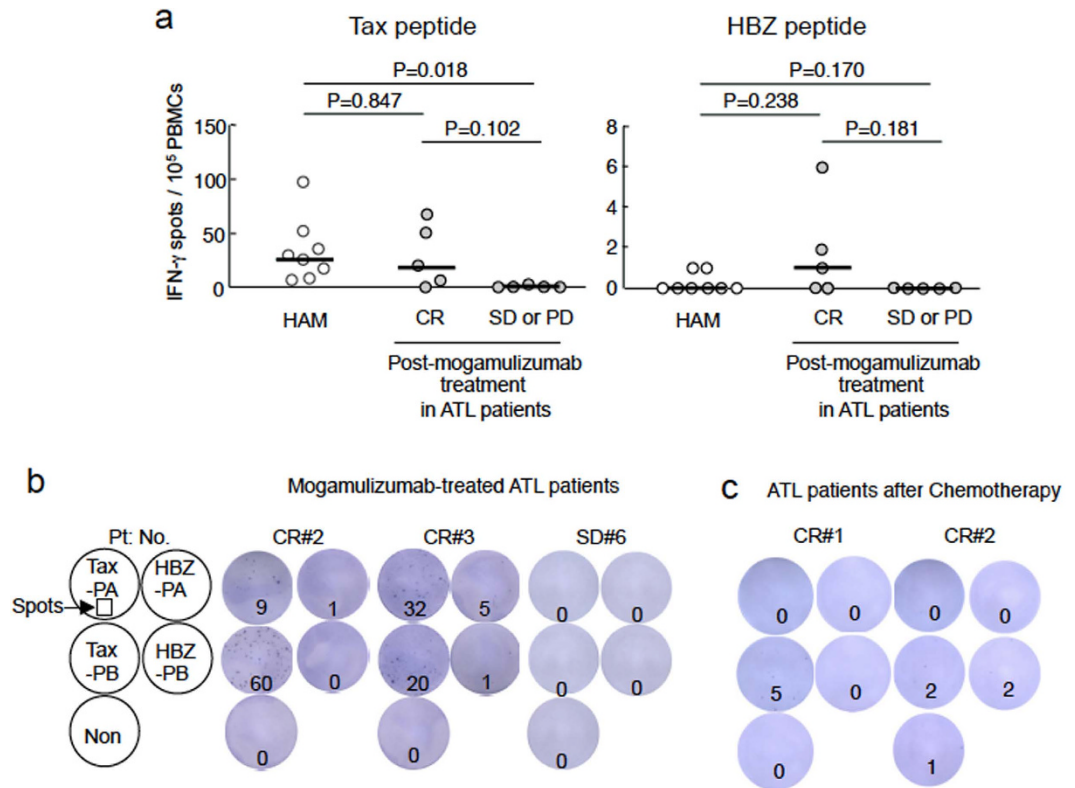 a
Tax peptide
HBZ peptide
P=0.018
P=0.847
P=0.102
P=0.170
P=0.238
P=0.181
IFN-γ spots / 10⁵ PBMCs
150
100
50
0
8
6
4
2
0
HAM
CR
SD or PD
HAM
CR
SD or PD
Post-mogamulizumab
treatment
in ATL patients
Post-mogamulizumab
treatment
in ATL patients
b
Mogamulizumab-treated ATL patients
Pt: No.
CR#2
CR#3
SD#6
Tax
-PA
HBZ
-PA
Spots
9
1
32
5
0
0
Tax
-PB
HBZ
-PB
60
0
20
1
0
0
Non
0
0
0
c
ATL patients after Chemotherapy
CR#1
CR#2
0
0
0
0
5
0
2
2
0
1